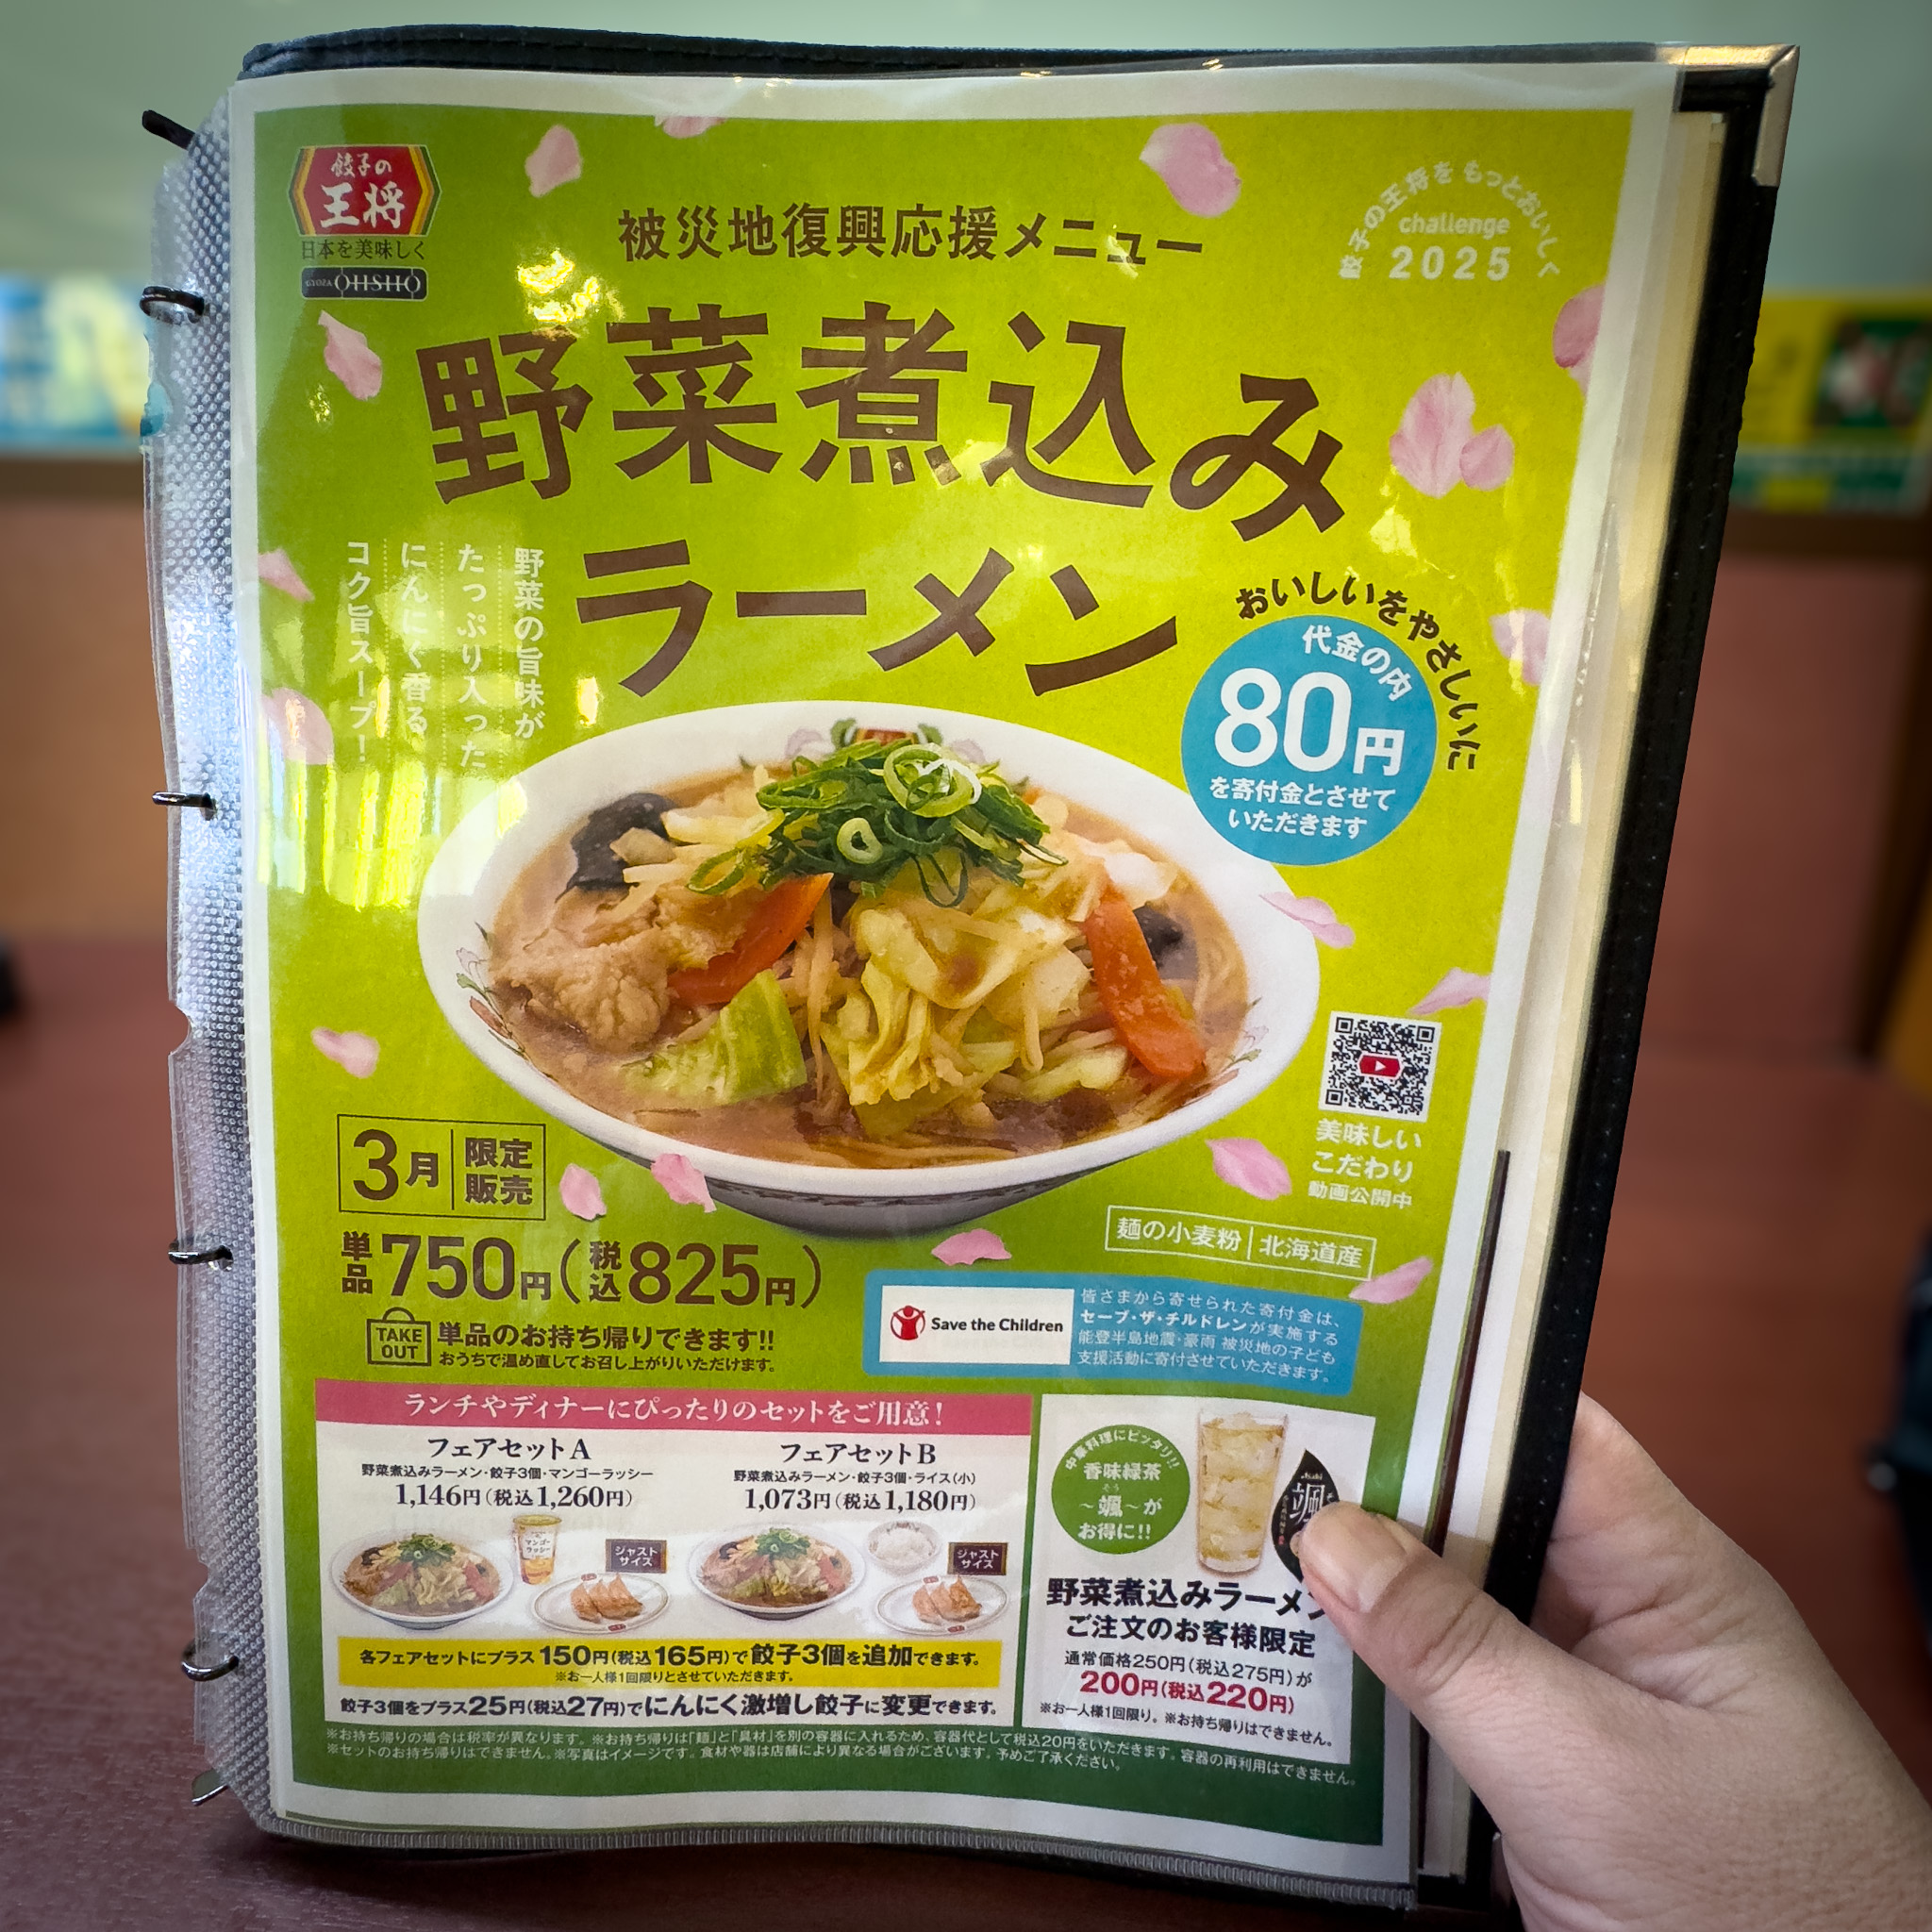 餃子の
王将
日本を美味しく
GYOZA OHSHO
被災地復興応援メニュー
餃子の王将を もっとおいしく
challenge
2025
野菜煮込み
ラーメン
野菜の旨味が
たっぷり入った
にんにく香る
コク旨スープ！
おいしいをやさしいに
代金の内
80円
を寄付金とさせて
いただきます
美味しい
こだわり
動画公開中
3月 限定
販売
単品750円（税込825円）
麺の小麦粉 北海道産
TAKE
OUT
単品のお持ち帰りできます!!
おうちで温め直してお召し上がりいただけます。
Save the Children
皆さまから寄せられた寄付金は、
セーブ・ザ・チルドレンが実施する
能登半島地震・豪雨 被災地の子ども
支援活動に寄付させていただきます。
ランチやディナーにぴったりのセットをご用意！
フェアセットA
野菜煮込みラーメン・餃子3個・マンゴーラッシー
1,146円（税込1,260円）
マンゴー
ラッシー
ジャスト
サイズ
フェアセットB
野菜煮込みラーメン・餃子3個・ライス（小）
1,073円（税込1,180円）
ジャスト
サイズ
各フェアセットにプラス150円（税込165円）で餃子3個を追加できます。
※お一人様1回限りとさせていただきます。
餃子3個をプラス25円（税込27円）でにんにく激増し餃子に変更できます。
中華料理にピッタリ!!
香味緑茶
そう
～颯～が
お得に!!
Asahi
颯
野菜煮込みラーメン
ご注文のお客様限定
通常価格250円（税込275円）が
200円（税込220円）
※お一人様1回限り。※お持ち帰りはできません。
※お持ち帰りの場合は税率が異なります。※お持ち帰りは「麺」と「具材」を別の容器に入れるため、容器代として税込20円をいただきます。容器の再利用はできません。
※セットのお持ち帰りはできません。※写真はイメージです。食材や器は店舗により異なる場合がございます。予めご了承ください。